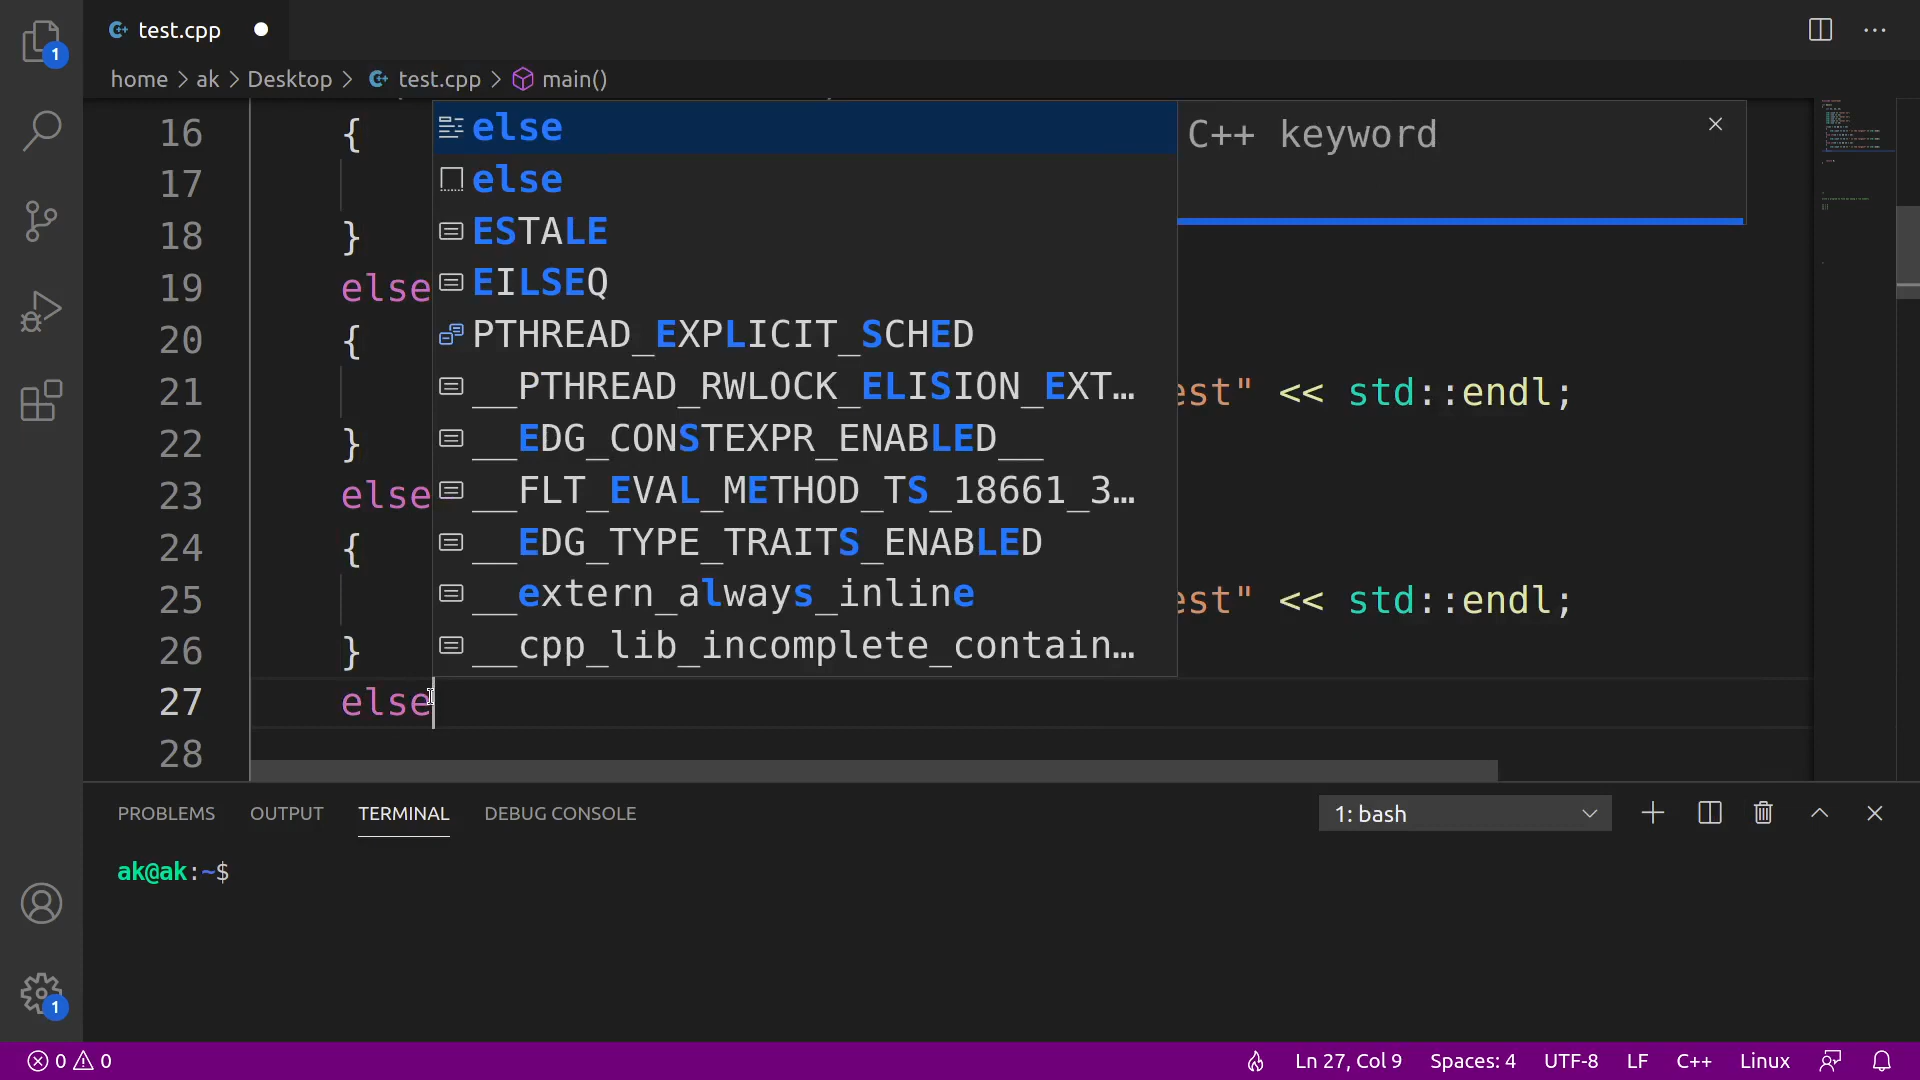 1
test.cpp
home > ak > Desktop > test.cpp > main()
16 {
17
18 }
19 else
20 {
21 est" << std::endl;
22 }
23 else
24 {
25 est" << std::endl;
26 }
27 else
28
else
else
ESTALE
EILSEQ
PTHREAD_EXPLICIT_SCHED
__PTHREAD_RWLOCK_ELISION_EXT…
__EDG_CONSTEXPR_ENABLED__
__FLT_EVAL_METHOD_TS_18661_3…
__EDG_TYPE_TRAITS_ENABLED
__extern_always_inline
__cpp_lib_incomplete_contain…
C++ keyword
PROBLEMS OUTPUT TERMINAL DEBUG CONSOLE 1: bash
ak@ak:~$
1
0 0 Ln 27, Col 9 Spaces: 4 UTF-8 LF C++ Linux